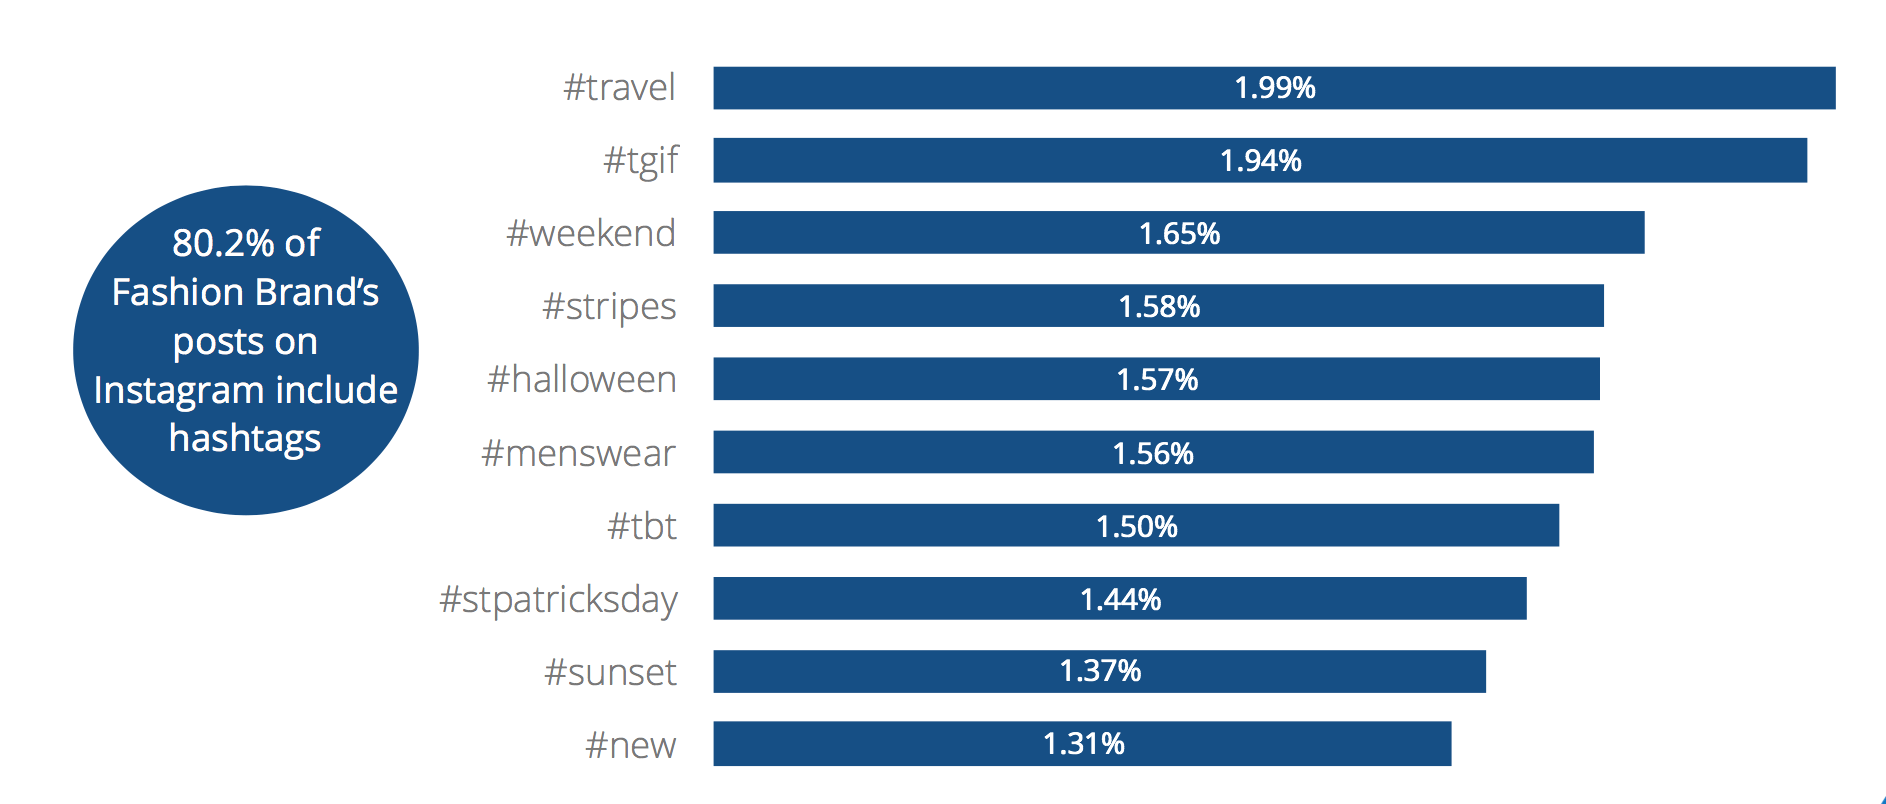 80.2% of
Fashion Brand’s
posts on
Instagram include
hashtags
#travel 1.99%
#tgif 1.94%
#weekend 1.65%
#stripes 1.58%
#halloween 1.57%
#menswear 1.56%
#tbt 1.50%
#stpatricksday 1.44%
#sunset 1.37%
#new 1.31%